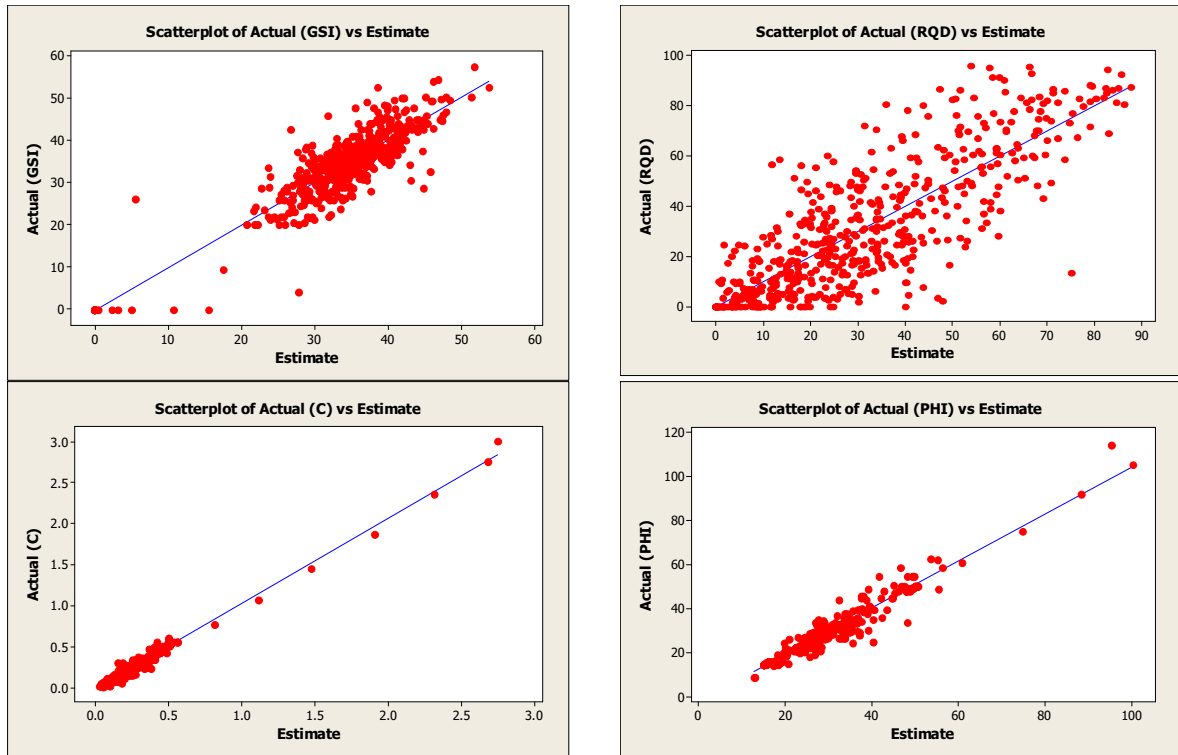 Scatterplot of Actual (GSI) vs Estimate
60
50
40
30
20
10
0
Actual (GSI)
0 10 20 30 40 50 60
Estimate
Scatterplot of Actual (RQD) vs Estimate
100
80
60
40
20
0
Actual (RQD)
0 10 20 30 40 50 60 70 80 90
Estimate
Scatterplot of Actual (C) vs Estimate
3.0
2.5
2.0
1.5
1.0
0.5
0.0
Actual (C)
0.0 0.5 1.0 1.5 2.0 2.5 3.0
Estimate
Scatterplot of Actual (PHI) vs Estimate
120
100
80
60
40
20
0
Actual (PHI)
0 20 40 60 80 100
Estimate